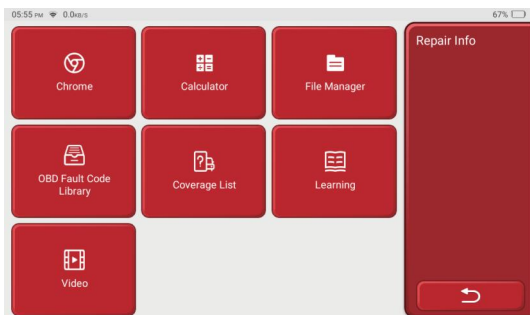 05:55 PM 0.0KB/S 67%
Repair Info
Chrome
Calculator
File Manager
OBD Fault Code
Library
Coverage List
Learning
Video